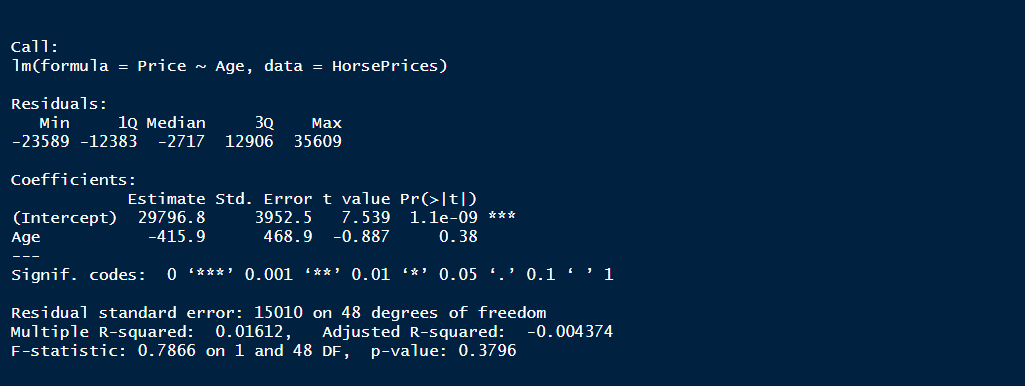 Call:
lm(formula = Price ~ Age, data = HorsePrices)
Residuals:
Min 1Q Median 3Q Max
-23589 -12383 -2717 12906 35609
Coefficients:
Estimate Std. Error t value Pr(>|t|)
(Intercept) 29796.8 3952.5 7.539 1.1e-09 ***
Age -415.9 468.9 -0.887 0.38
---
Signif. codes: 0 ‘***’ 0.001 ‘**’ 0.01 ‘*’ 0.05 ‘.’ 0.1 ‘ ’ 1
Residual standard error: 15010 on 48 degrees of freedom
Multiple R-squared: 0.01612, Adjusted R-squared: -0.004374
F-statistic: 0.7866 on 1 and 48 DF, p-value: 0.3796